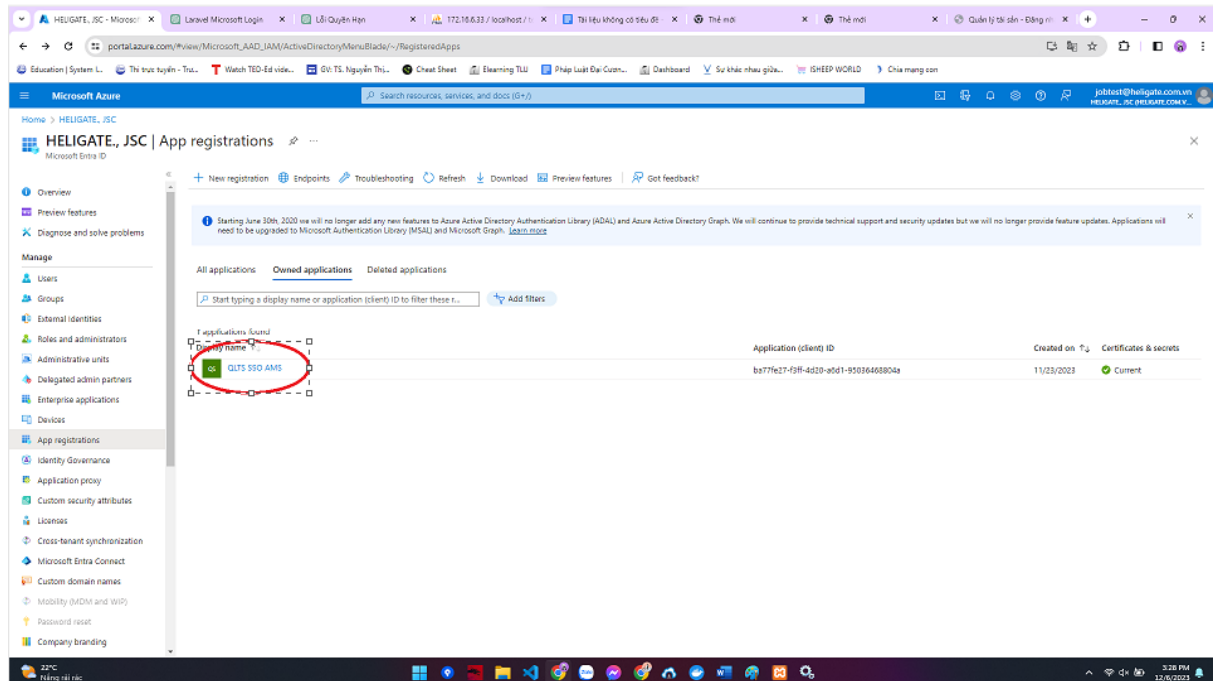 HELIGATE., JSC - Microsof
Laravel Microsoft Login
Lỗi Quyền Hạn
172.16.6.33 / localhost / t
Tài liệu không có tiêu đề -
Thẻ mới
Thẻ mới
Quản lý tài sản - Đăng nh
portal.azure.com/#view/Microsoft_AAD_IAM/ActiveDirectoryMenuBlade/~/RegisteredApps
Education | System L...
Thi trực tuyến - Tru...
Watch TED-Ed vide...
GV: TS. Nguyễn Thị...
Cheat Sheet
Elearning TLU
Pháp Luật Đại Cươn...
Dashboard
Sự khác nhau giữa...
ISHEEP WORLD
Chia mạng con
Microsoft Azure
Search resources, services, and docs (G+/)
jobtest@heligate.com.vn
HELIGATE., JSC (HELIGATE.COM.V...
Home > HELIGATE., JSC
HELIGATE., JSC | App registrations
Microsoft Entra ID
New registration
Endpoints
Troubleshooting
Refresh
Download
Preview features
Got feedback?
Starting June 30th, 2020 we will no longer add any new features to Azure Active Directory Authentication Library (ADAL) and Azure Active Directory Graph. We will continue to provide technical support and security updates but we will no longer provide feature updates. Applications will
need to be upgraded to Microsoft Authentication Library (MSAL) and Microsoft Graph. Learn more
Overview
Preview features
Diagnose and solve problems
Manage
Users
Groups
External Identities
Roles and administrators
Administrative units
Delegated admin partners
Enterprise applications
Devices
App registrations
Identity Governance
Application proxy
Custom security attributes
Licenses
Cross-tenant synchronization
Microsoft Entra Connect
Custom domain names
Mobility (MDM and WIP)
Password reset
Company branding
All applications
Owned applications
Deleted applications
Start typing a display name or application (client) ID to filter these r...
Add filters
1 applications found
Display name
Application (client) ID
Created on
Certificates & secrets
QS
QLTS SSO AMS
ba77fe27-f3ff-4d20-a6d1-95036468804a
11/23/2023
Current
22°C
Nắng rải rác
3:28 PM
12/6/2023